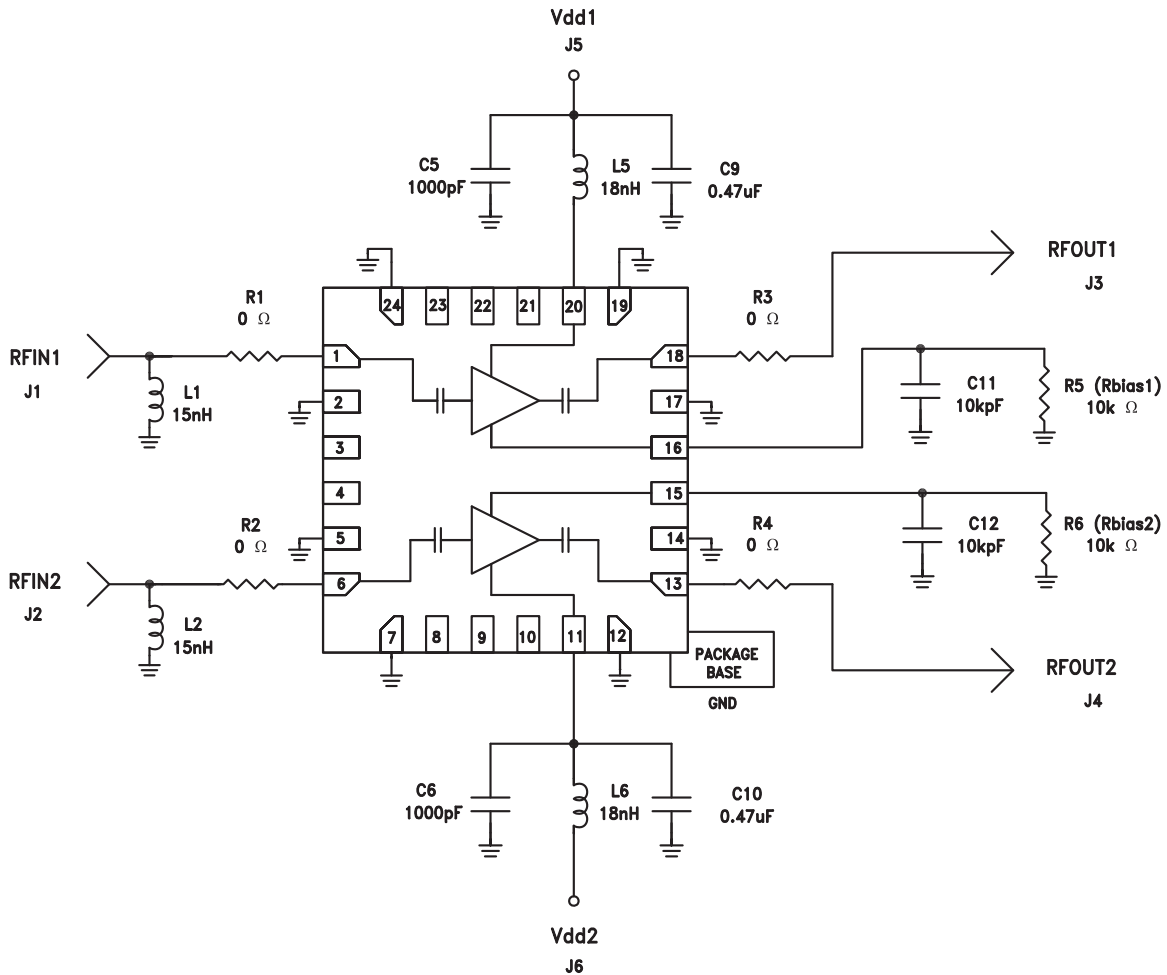 Vdd1
J5
C5
1000pF
L5
18nH
C9
0.47uF
RFOUT1
J3
R1
0 Ω
24
23
22
21
20
19
R3
0 Ω
RFIN1
J1
L1
15nH
1
2
3
4
5
6
18
17
16
15
14
13
C11
10kpF
R5 (Rbias1)
10k Ω
R2
0 Ω
R4
0 Ω
C12
10kpF
R6 (Rbias2)
10k Ω
RFIN2
J2
L2
15nH
7
8
9
10
11
12
PACKAGE
BASE
GND
RFOUT2
J4
C6
1000pF
L6
18nH
C10
0.47uF
Vdd2
J6